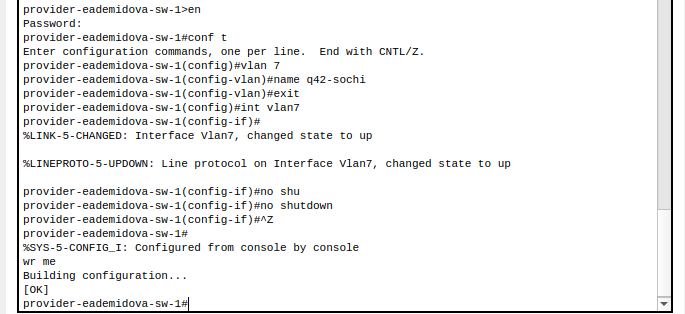 provider-eademidova-sw-1>en
Password:
provider-eademidova-sw-1#conf t
Enter configuration commands, one per line.  End with CNTL/Z.
provider-eademidova-sw-1(config)#vlan 7
provider-eademidova-sw-1(config-vlan)#name q42-sochi
provider-eademidova-sw-1(config-vlan)#exit
provider-eademidova-sw-1(config)#int vlan7
provider-eademidova-sw-1(config-if)#
%LINK-5-CHANGED: Interface Vlan7, changed state to up
%LINEPROTO-5-UPDOWN: Line protocol on Interface Vlan7, changed state to up
provider-eademidova-sw-1(config-if)#no shu
provider-eademidova-sw-1(config-if)#no shutdown
provider-eademidova-sw-1(config-if)#^Z
provider-eademidova-sw-1#
%SYS-5-CONFIG_I: Configured from console by console
wr me
Building configuration...
[OK]
provider-eademidova-sw-1#